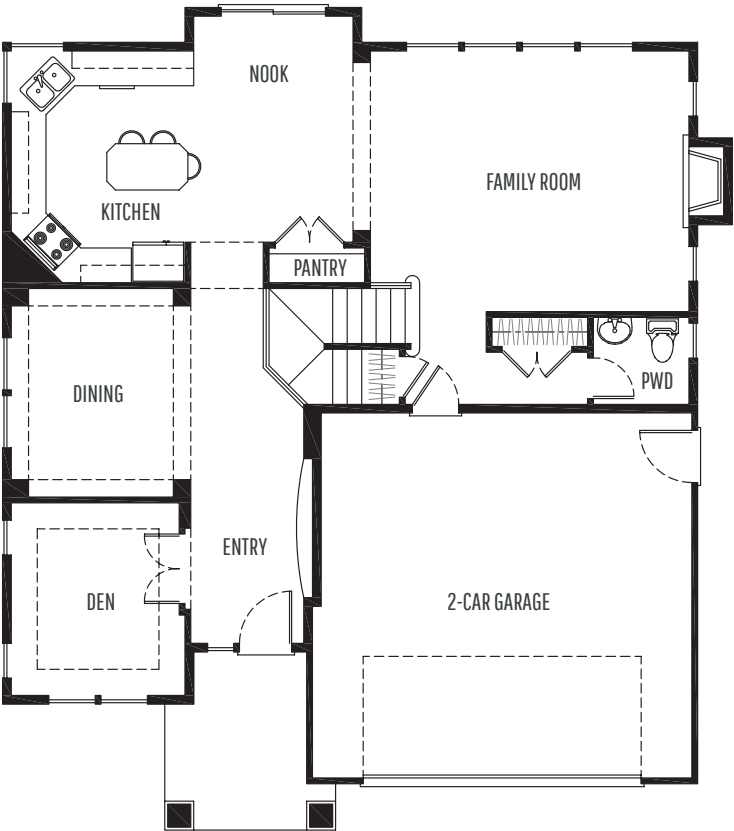 NOOK
FAMILY ROOM
KITCHEN
PANTRY
DINING
PWD
ENTRY
DEN
2-CAR GARAGE